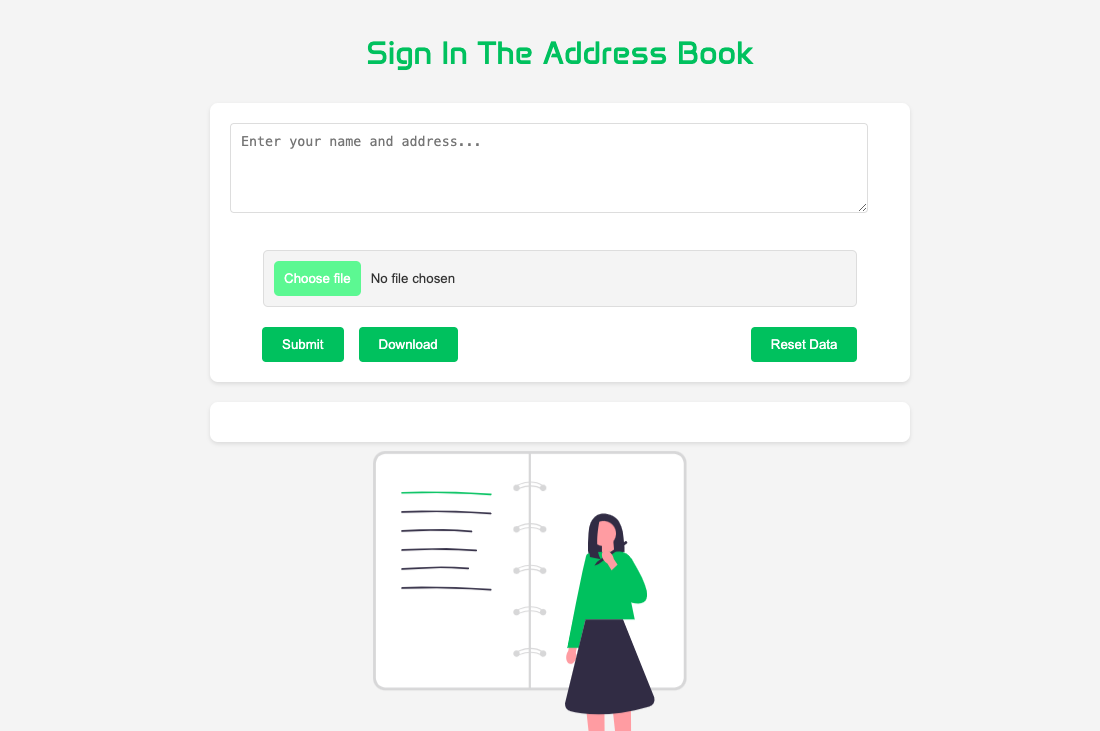 Sign In The Address Book
Enter your name and address...
Choose file No file chosen
Submit Download Reset Data